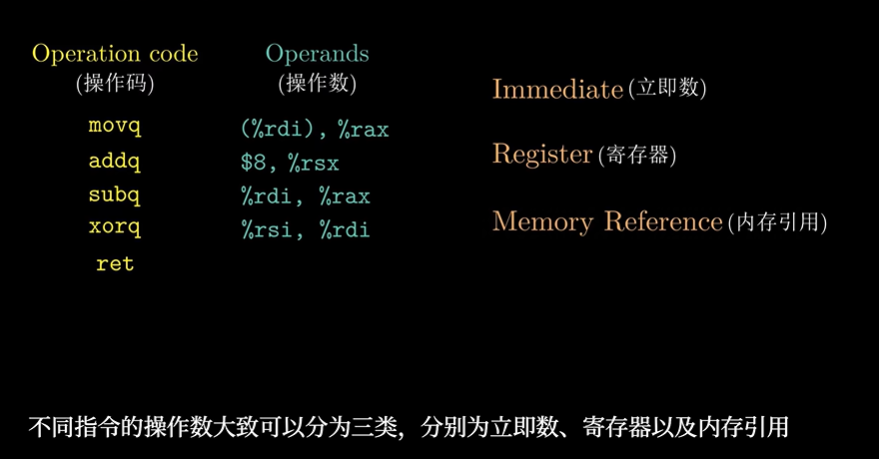 Operation code
(操作码)
Operands
(操作数)
movq (%rdi), %rax
addq $8, %rsx
subq %rdi, %rax
xorq %rsi, %rdi
ret
Immediate (立即数)
Register (寄存器)
Memory Reference (内存引用)
不同指令的操作数大致可以分为三类，分别为立即数、寄存器以及内存引用